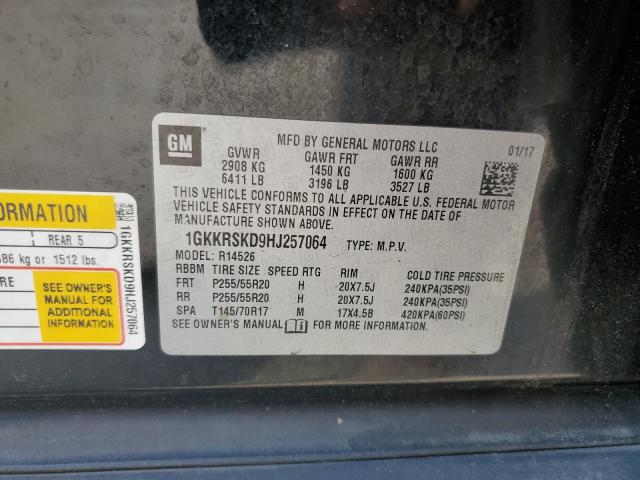 GM
MFD BY GENERAL MOTORS LLC 01/17
GVWR GAWR FRT GAWR RR
2908 KG 1450 KG 1600 KG
6411 LB 3196 LB 3527 LB
THIS VEHICLE CONFORMS TO ALL APPLICABLE U.S. FEDERAL MOTOR
VEHICLE SAFETY STANDARDS IN EFFECT ON THE DATE OF
MANUFACTURE SHOWN ABOVE.
1GKKRSKD9HJ257064 TYPE: M.P.V.
MODEL: R14526
RBBM TIRE SIZE SPEED RTG RIM COLD TIRE PRESSURE
FRT P255/55R20 H 20X7.5J 240KPA(35PSI)
RR P255/55R20 H 20X7.5J 240KPA(35PSI)
SPA T145/70R17 M 17X4.5B 420KPA(60PSI)
SEE OWNER'S MANUAL FOR MORE INFORMATION.
REAR 5
kg or 1512 lbs.
SEE OWNER'S
MANUAL FOR
ADDITIONAL
INFORMATION
1GKKRSKD9HJ257064